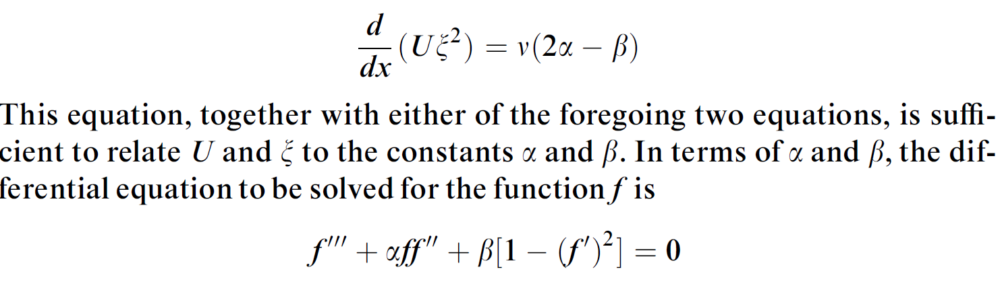 d/dx (Uξ²) = ν(2α − β)
This equation, together with either of the foregoing two equations, is suffi-
cient to relate U and ξ to the constants α and β. In terms of α and β, the dif-
ferential equation to be solved for the function f is
f''' + αff'' + β[1 − (f')²] = 0